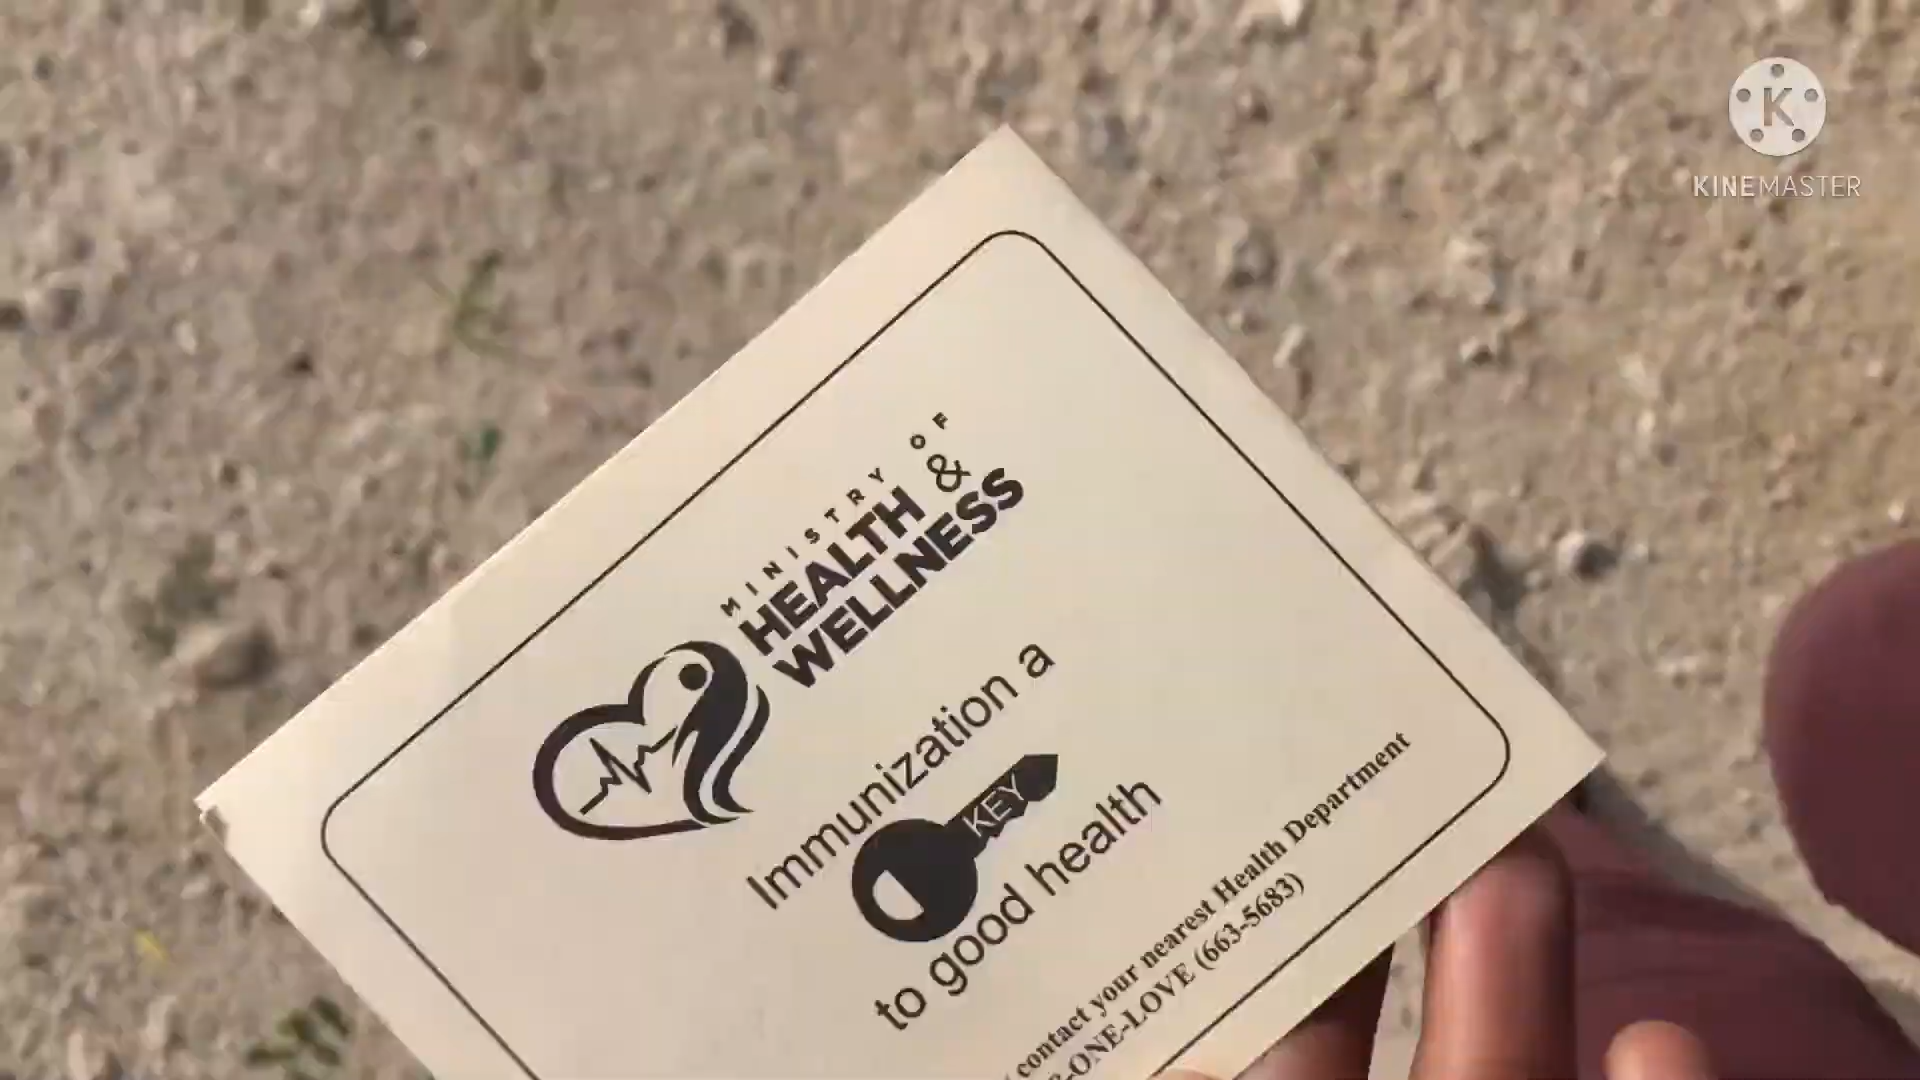 KINEMASTER
MINISTRY OF
HEALTH &
WELLNESS
Immunization a
KEY
to good health
contact your nearest Health Department
-ONE-LOVE (663-5683)